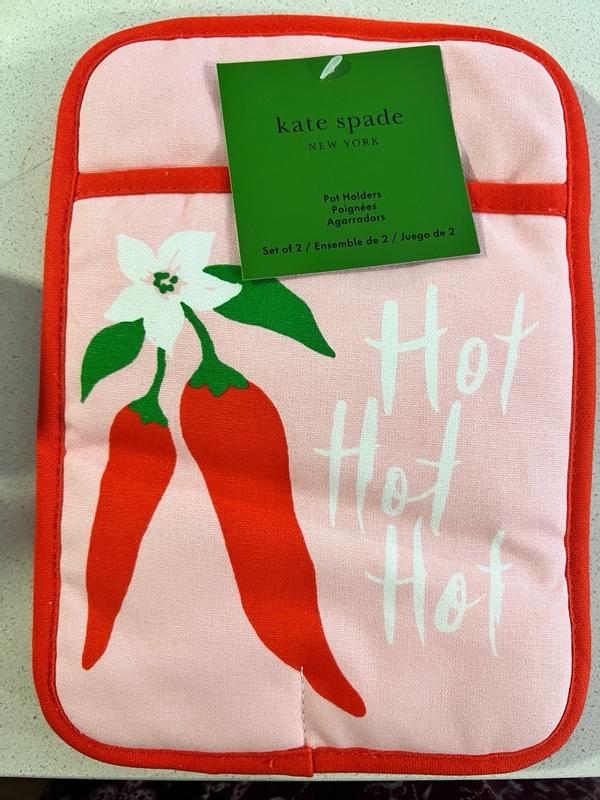 kate spade
NEW YORK
Pot Holders
Poignées
Agarradors
Set of 2 / Ensemble de 2 / Juego de 2
Hot
Hot
Hot